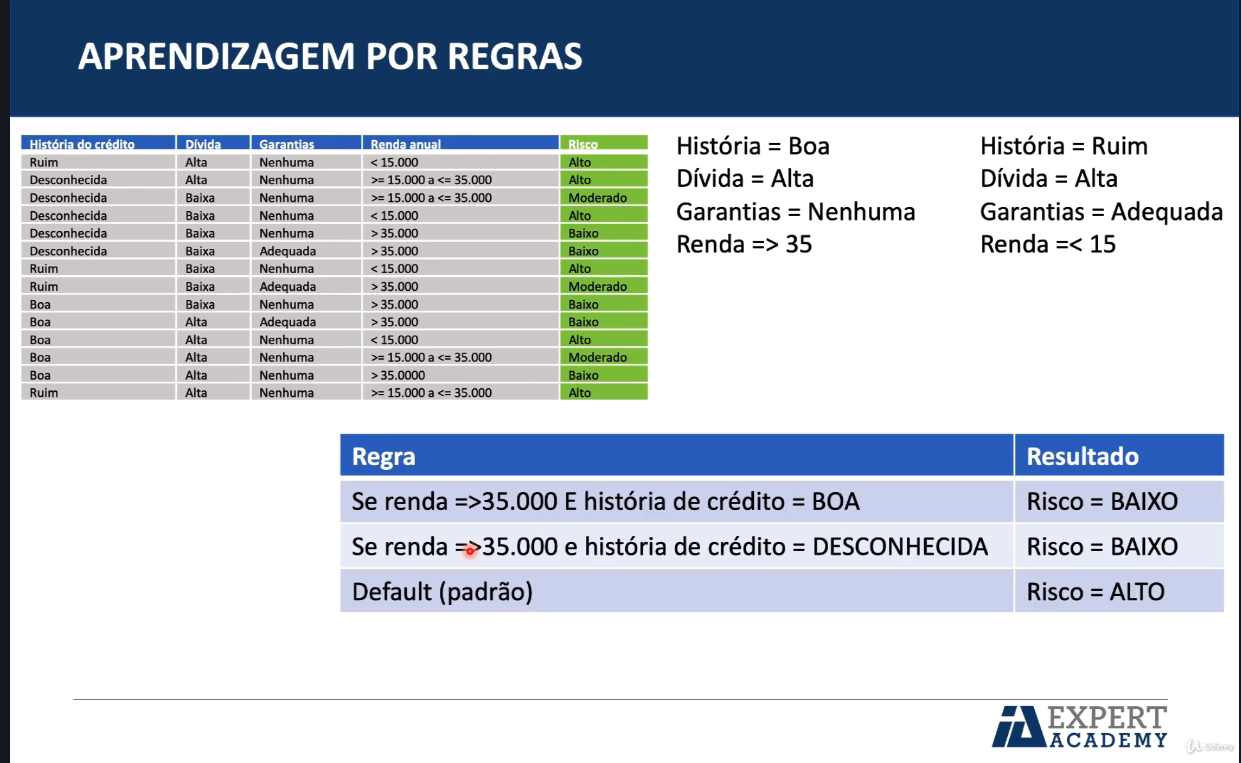 APRENDIZAGEM POR REGRAS
História do crédito Dívida Garantias Renda anual Risco
Ruim Alta Nenhuma < 15.000 Alto
Desconhecida Alta Nenhuma >= 15.000 a <= 35.000 Alto
Desconhecida Baixa Nenhuma >= 15.000 a <= 35.000 Moderado
Desconhecida Baixa Nenhuma < 15.000 Alto
Desconhecida Baixa Nenhuma > 35.000 Baixo
Desconhecida Baixa Adequada > 35.000 Baixo
Ruim Baixa Nenhuma < 15.000 Alto
Ruim Baixa Adequada > 35.000 Moderado
Boa Baixa Nenhuma > 35.000 Baixo
Boa Alta Adequada > 35.000 Baixo
Boa Alta Nenhuma < 15.000 Alto
Boa Alta Nenhuma >= 15.000 a <= 35.000 Moderado
Boa Alta Nenhuma > 35.0000 Baixo
Ruim Alta Nenhuma >= 15.000 a <= 35.000 Alto
História = Boa
Dívida = Alta
Garantias = Nenhuma
Renda => 35
História = Ruim
Dívida = Alta
Garantias = Adequada
Renda =< 15
Regra Resultado
Se renda =>35.000 E história de crédito = BOA Risco = BAIXO
Se renda =>35.000 e história de crédito = DESCONHECIDA Risco = BAIXO
Default (padrão) Risco = ALTO
IA EXPERT
ACADEMY
Udemy